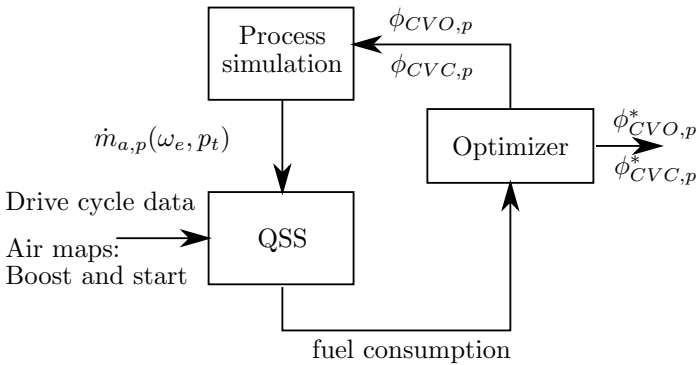 Process
simulation
ϕ_{CVO,p}
ϕ_{CVC,p}
ṁ_{a,p}(ω_e, p_t)
Optimizer
ϕ*_{CVO,p}
ϕ*_{CVC,p}
Drive cycle data
Air maps:
Boost and start
QSS
fuel consumption